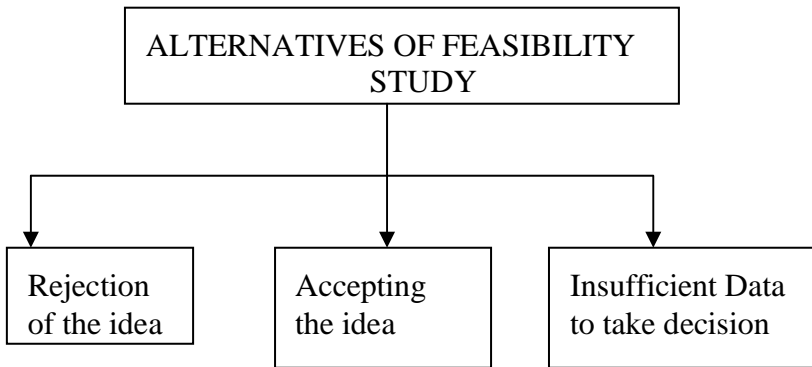 ALTERNATIVES OF FEASIBILITY
STUDY
Rejection
of the idea
Accepting
the idea
Insufficient Data
to take decision